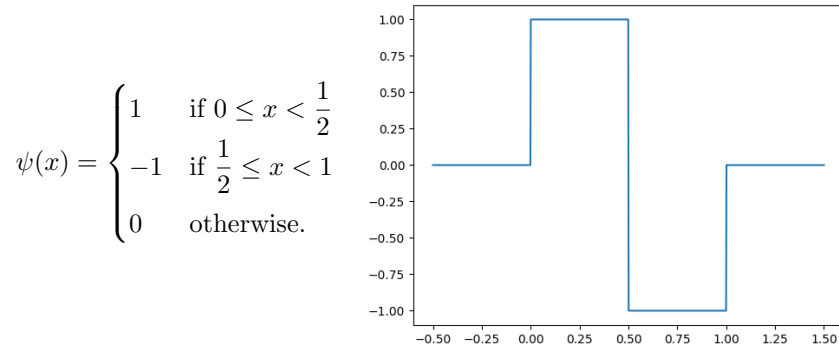 ψ(x) = { 1 if 0 ≤ x < 1/2
−1 if 1/2 ≤ x < 1
0 otherwise.
1.00
0.75
0.50
0.25
0.00
−0.25
−0.50
−0.75
−1.00
−0.50 −0.25 0.00 0.25 0.50 0.75 1.00 1.25 1.50